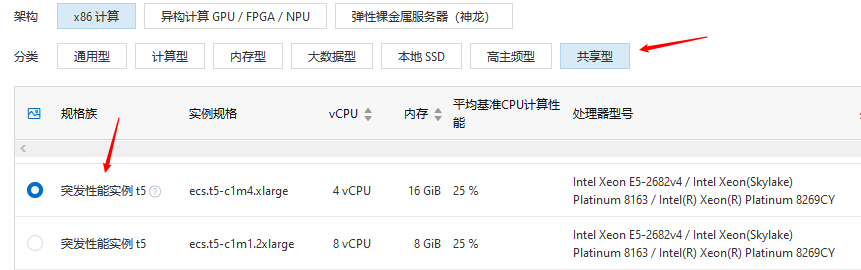 架构 x86 计算 异构计算 GPU / FPGA / NPU 弹性裸金属服务器（神龙）
分类 通用型 计算型 内存型 大数据型 本地 SSD 高主频型 共享型
规格族 实例规格 vCPU 内存 平均基准CPU计算性能 处理器型号
突发性能实例 t5 ecs.t5-c1m4.xlarge 4 vCPU 16 GiB 25 % Intel Xeon E5-2682v4 / Intel Xeon(Skylake)
Platinum 8163 / Intel(R) Xeon(R) Platinum 8269CY
突发性能实例 t5 ecs.t5-c1m1.2xlarge 8 vCPU 8 GiB 25 % Intel Xeon E5-2682v4 / Intel Xeon(Skylake)
Platinum 8163 / Intel(R) Xeon(R) Platinum 8269CY